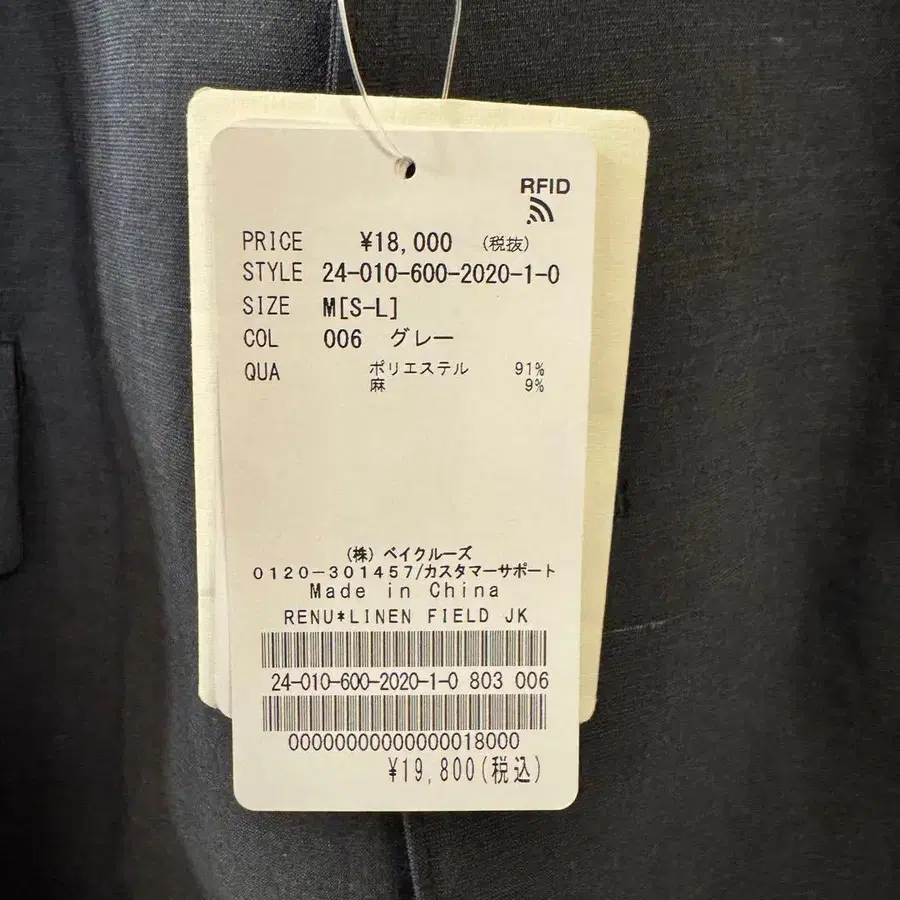 RFID
PRICE ¥18,000 (税抜)
STYLE 24-010-600-2020-1-0
SIZE M[S-L]
COL 006 グレー
QUA ポリエステル 91%
麻 9%
(株) ベイクルーズ
0120-301457/カスタマーサポート
Made in China
RENU*LINEN FIELD JK
24-010-600-2020-1-0 803 006
00000000000000018000
¥19,800(税込)